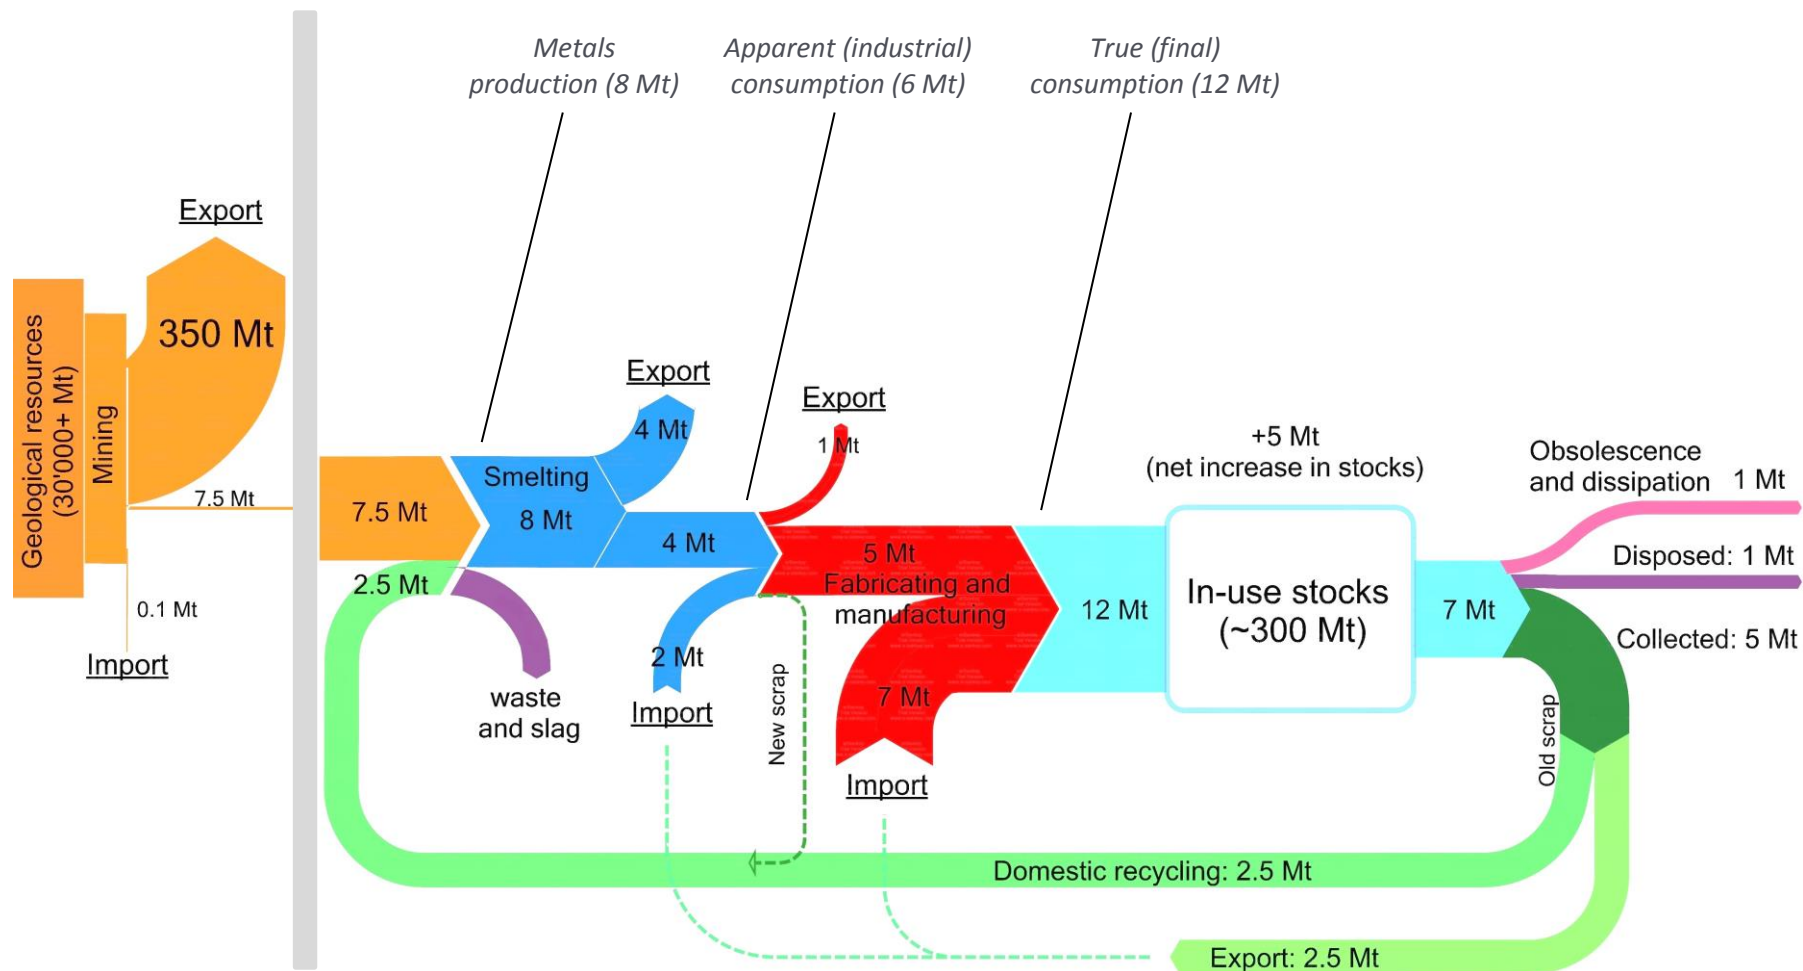 Metals
production (8 Mt)
Apparent (industrial)
consumption (6 Mt)
True (final)
consumption (12 Mt)
Export
350 Mt
Geological resources
(30'000+ Mt)
Mining
7.5 Mt
0.1 Mt
Import
7.5 Mt
2.5 Mt
Smelting
8 Mt
waste
and slag
Export
4 Mt
4 Mt
2 Mt
Import
New scrap
Export
1 Mt
5 Mt
Fabricating and
manufacturing
7 Mt
Import
12 Mt
+5 Mt
(net increase in stocks)
In-use stocks
(~300 Mt)
7 Mt
Obsolescence
and dissipation 1 Mt
Disposed: 1 Mt
Collected: 5 Mt
Old scrap
Domestic recycling: 2.5 Mt
Export: 2.5 Mt